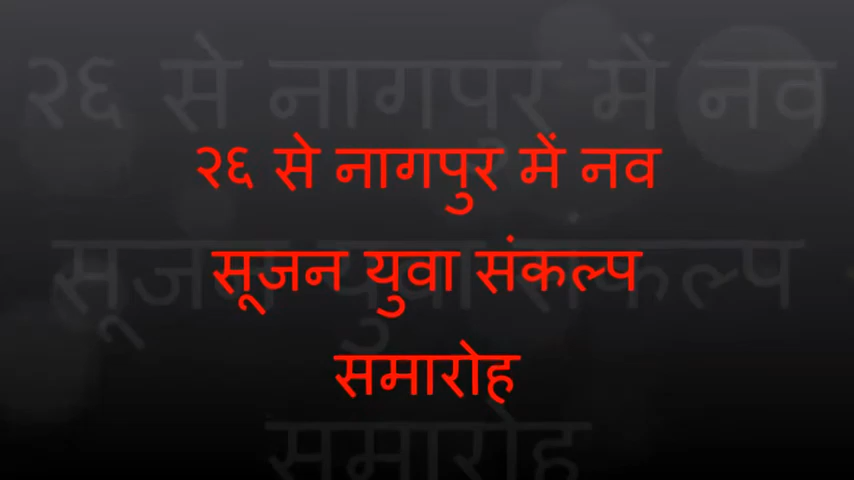 २६ से नागपुर में नव
सूजन युवा संकल्प
समारोह